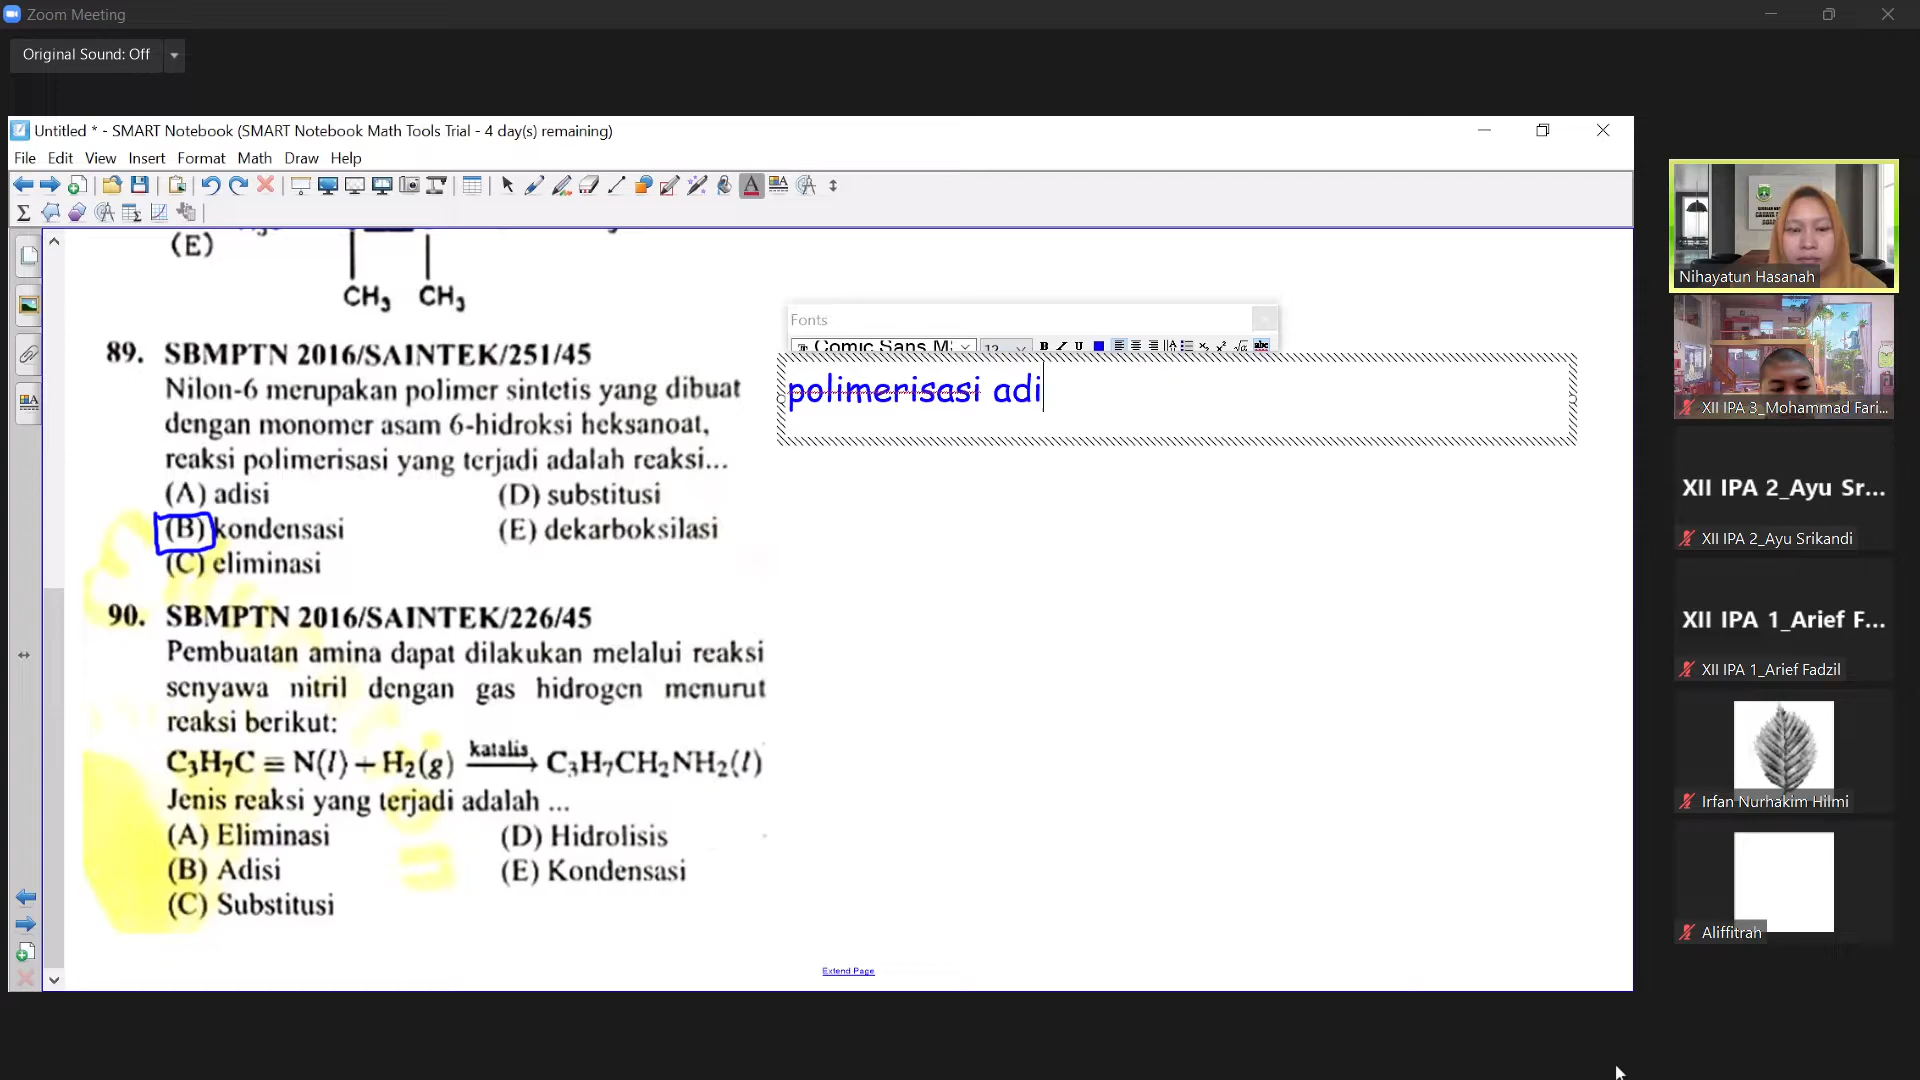 Zoom Meeting
Original Sound: Off
Untitled * - SMART Notebook (SMART Notebook Math Tools Trial - 4 day(s) remaining)
File Edit View Insert Format Math Draw Help
(E)
CH₃ CH₃
Fonts
Comic Sans M 12
polimerisasi adi
89. SBMPTN 2016/SAINTEK/251/45
Nilon-6 merupakan polimer sintetis yang dibuat
dengan monomer asam 6-hidroksi heksanoat,
reaksi polimerisasi yang terjadi adalah reaksi...
(A) adisi (D) substitusi
(B) kondensasi (E) dekarboksilasi
(C) eliminasi
90. SBMPTN 2016/SAINTEK/226/45
Pembuatan amina dapat dilakukan melalui reaksi
senyawa nitril dengan gas hidrogen menurut
reaksi berikut:
C₃H₇C ≡ N(l) + H₂(g) katalis → C₃H₇CH₂NH₂(l)
Jenis reaksi yang terjadi adalah ...
(A) Eliminasi (D) Hidrolisis
(B) Adisi (E) Kondensasi
(C) Substitusi
Extend Page
Nihayatun Hasanah
XII IPA 3_Mohammad Fari...
XII IPA 2_Ayu Sr...
XII IPA 2_Ayu Srikandi
XII IPA 1_Arief F...
XII IPA 1_Arief Fadzil
Irfan Nurhakim Hilmi
Aliffitrah